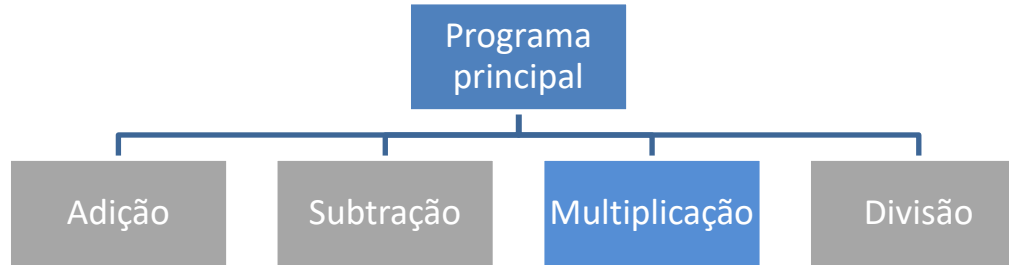 Programa
principal
Adição
Subtração
Multiplicação
Divisão